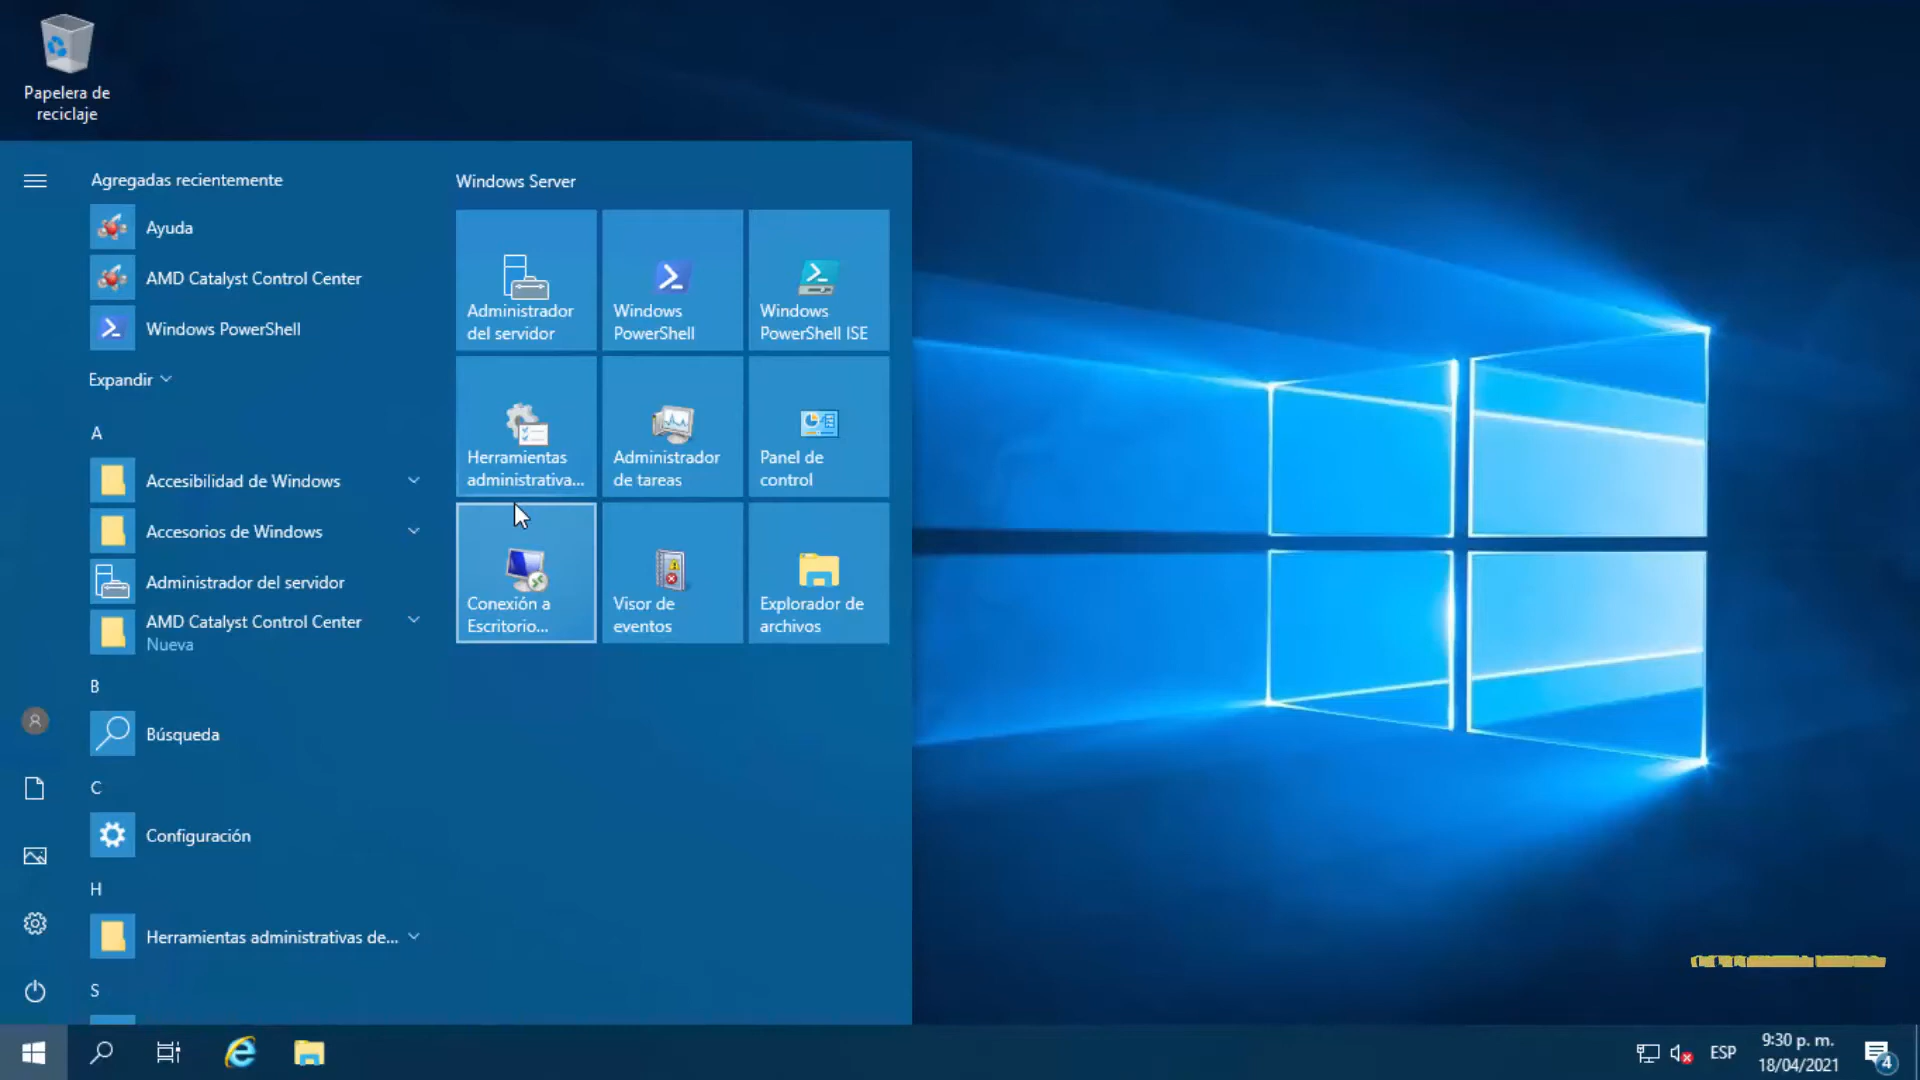 Papelera de
reciclaje
Agregadas recientemente
Ayuda
AMD Catalyst Control Center
Windows PowerShell
Expandir
A
Accesibilidad de Windows
Accesorios de Windows
Administrador del servidor
AMD Catalyst Control Center
Nueva
B
Búsqueda
C
Configuración
H
Herramientas administrativas de...
S
Windows Server
Administrador
del servidor
Windows
PowerShell
Windows
PowerShell ISE
Herramientas
administrativa...
Administrador
de tareas
Panel de
control
Conexión a
Escritorio...
Visor de
eventos
Explorador de
archivos
ESP
9:30 p. m.
18/04/2021
4